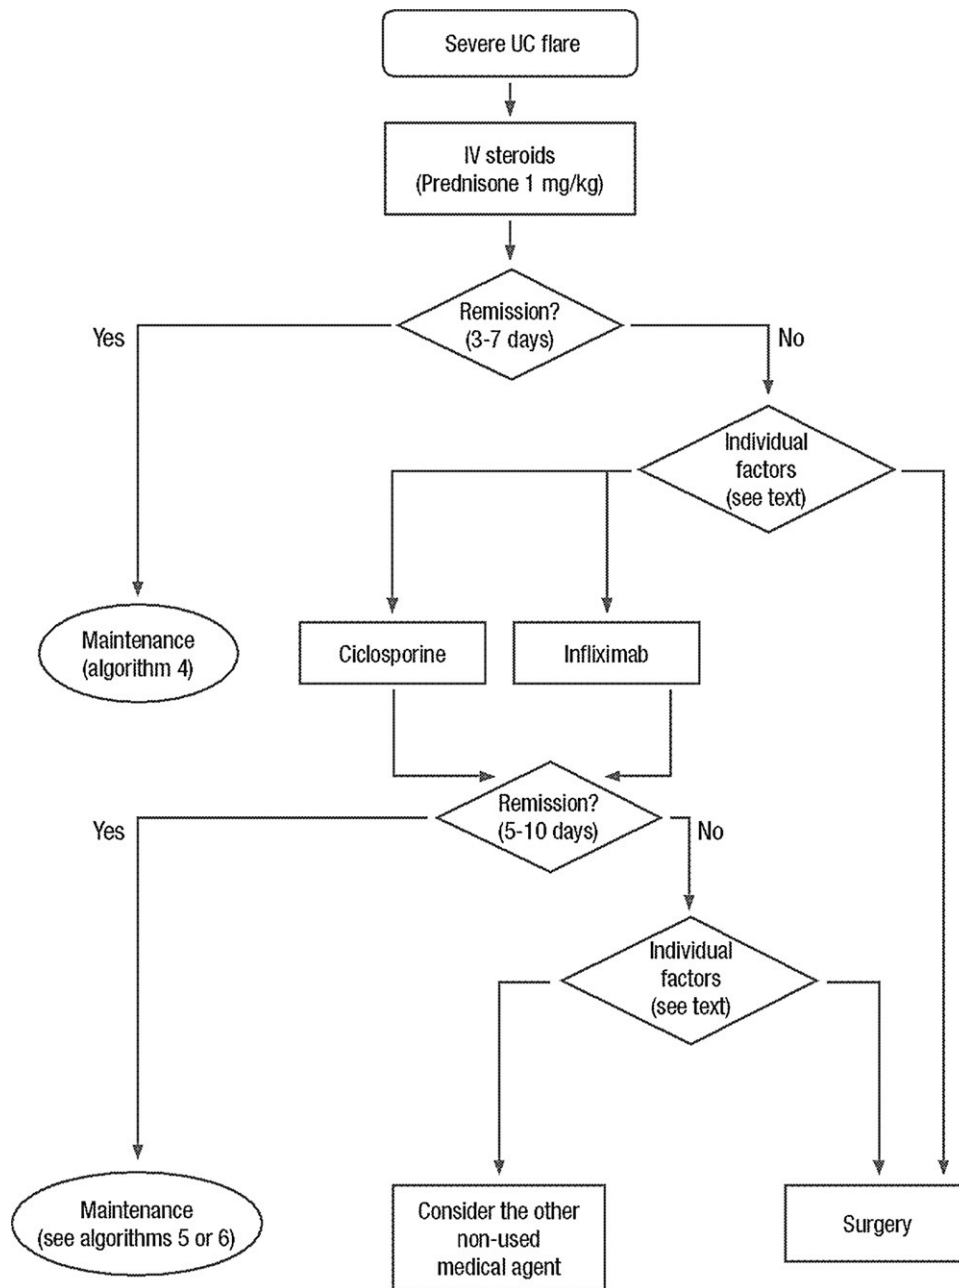 Severe UC flare
IV steroids
(Prednisone 1 mg/kg)
Remission?
(3-7 days)
Yes
No
Individual
factors
(see text)
Maintenance
(algorithm 4)
Ciclosporine
Infliximab
Remission?
(5-10 days)
Yes
No
Individual
factors
(see text)
Maintenance
(see algorithms 5 or 6)
Consider the other
non-used
medical agent
Surgery